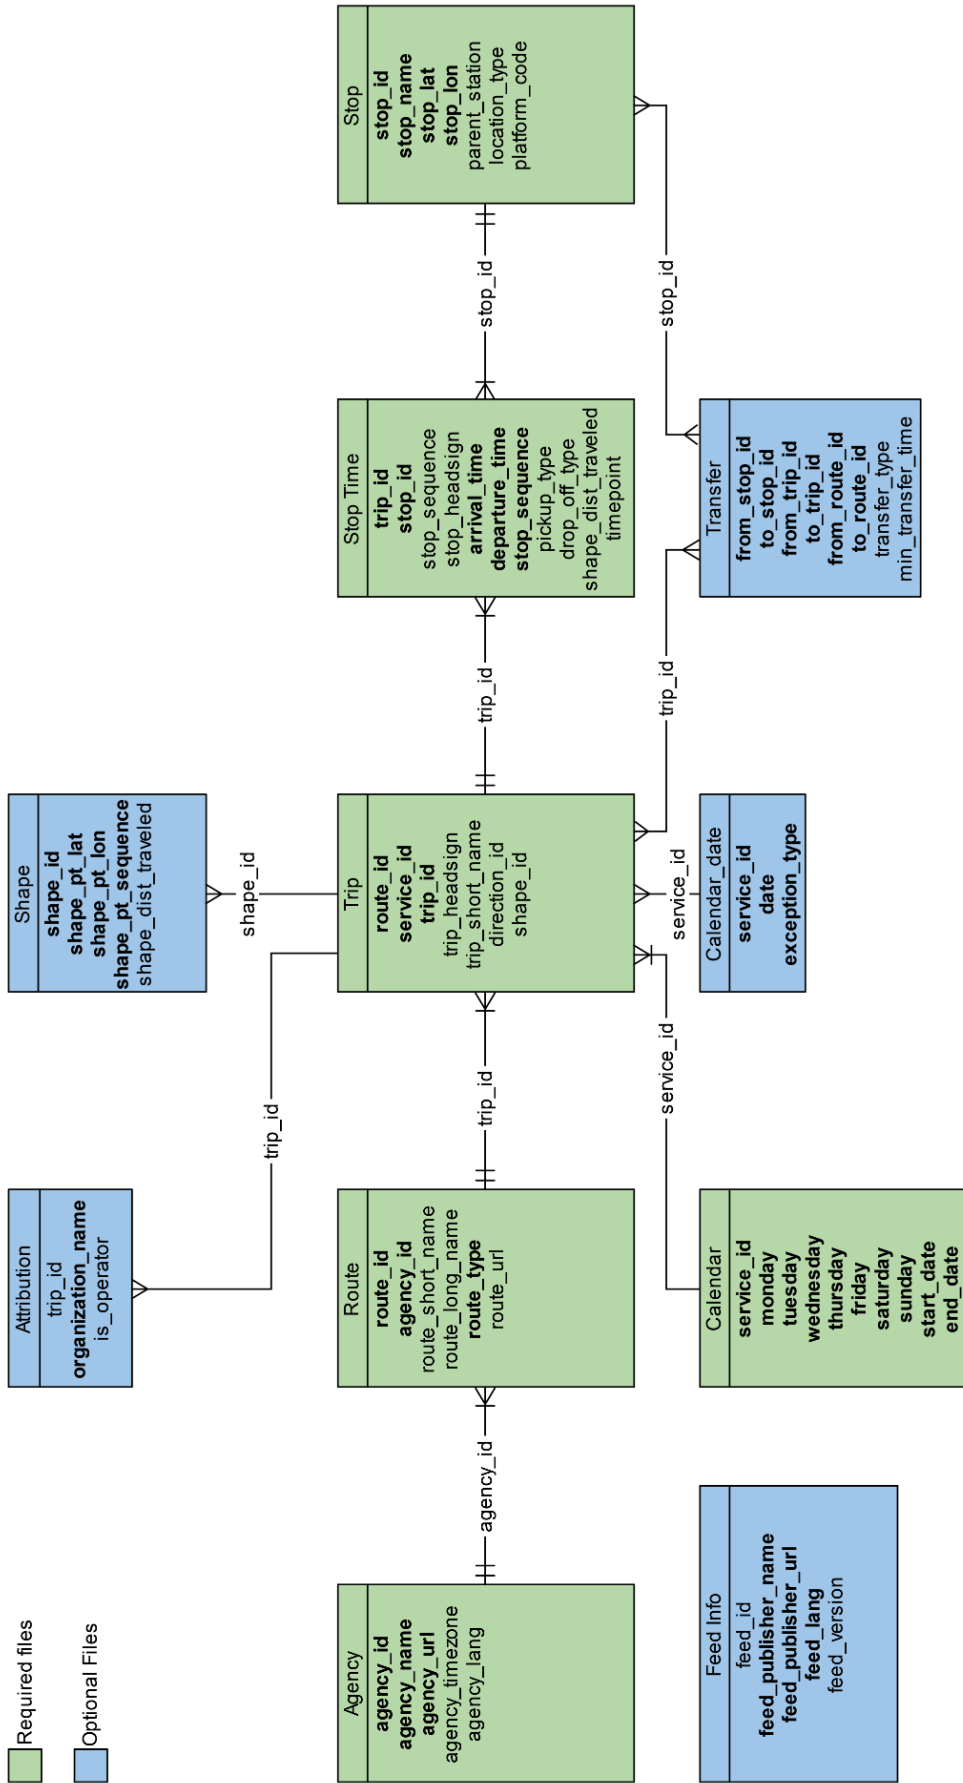 Required files
Optional Files
Attribution
trip_id
organization_name
is_operator
Shape
shape_id
shape_pt_lat
shape_pt_lon
shape_pt_sequence
shape_dist_traveled
trip_id
shape_id
Agency
agency_id
agency_name
agency_url
agency_timezone
agency_lang
agency_id
Route
route_id
agency_id
route_short_name
route_long_name
route_type
route_url
trip_id
Trip
route_id
service_id
trip_id
trip_headsign
trip_short_name
direction_id
shape_id
trip_id
Stop Time
trip_id
stop_id
stop_sequence
stop_headsign
arrival_time
departure_time
stop_sequence
pickup_type
drop_off_type
shape_dist_traveled
timepoint
stop_id
Stop
stop_id
stop_name
stop_lat
stop_lon
parent_station
location_type
platform_code
service_id
service_id
trip_id
stop_id
Feed Info
feed_id
feed_publisher_name
feed_publisher_url
feed_lang
feed_version
Calendar
service_id
monday
tuesday
wednesday
thursday
friday
saturday
sunday
start_date
end_date
Calendar_date
service_id
date
exception_type
Transfer
from_stop_id
to_stop_id
from_trip_id
to_trip_id
from_route_id
to_route_id
transfer_type
min_transfer_time